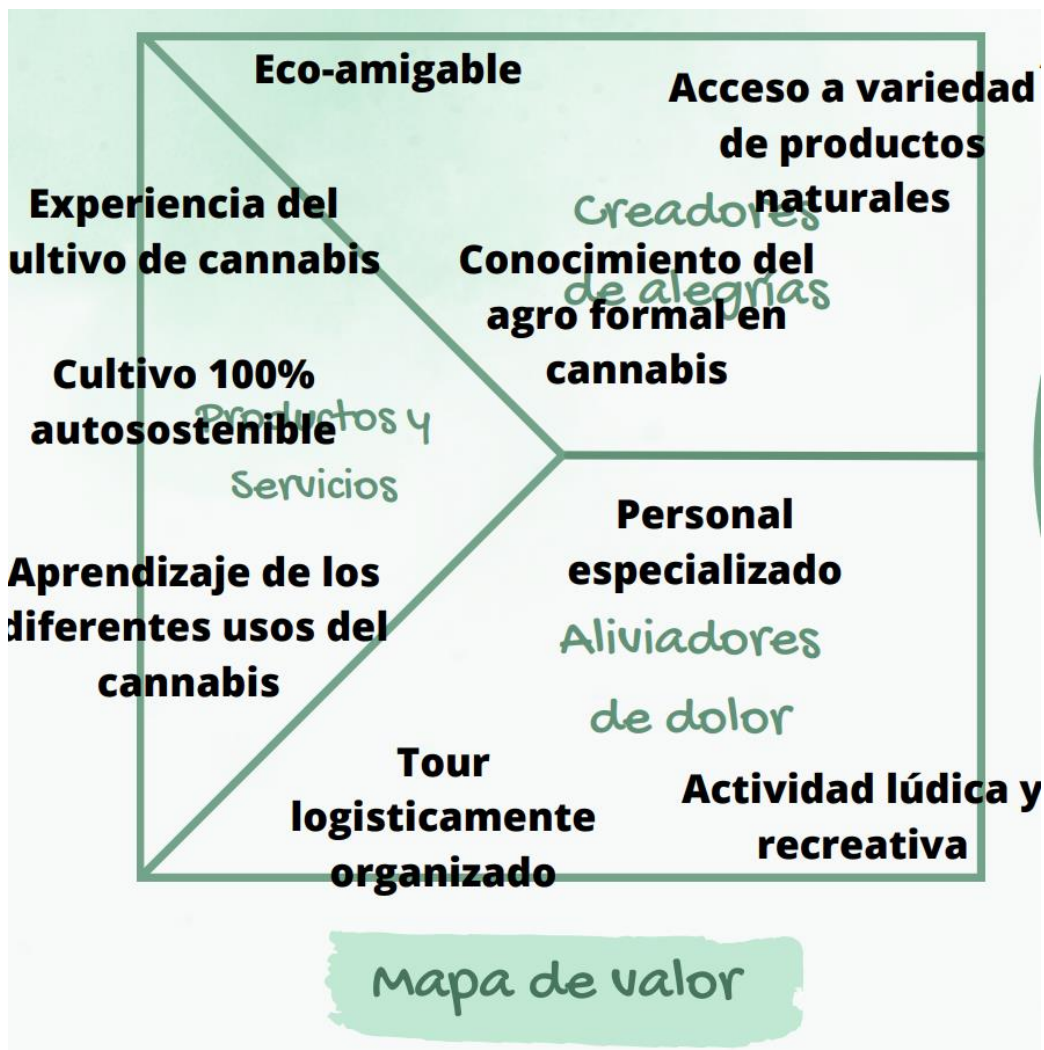 Eco-amigable
Acceso a variedad
de productos
naturales
Creadores
de alegrías
Conocimiento del
agro formal en
cannabis
Experiencia del
ultivo de cannabis
Cultivo 100%
autosostenible
Productos y
Servicios
Aprendizaje de los
diferentes usos del
cannabis
Personal
especializado
Aliviadores
de dolor
Tour
logisticamente
organizado
Actividad lúdica y
recreativa
Mapa de valor